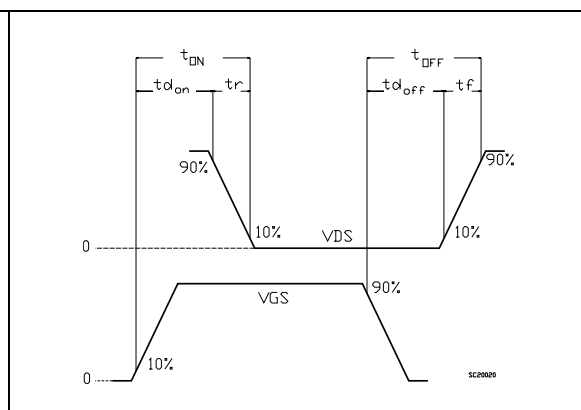 tON tOFF
tdon tr tdoff tf
90% 90%
10% 10%
0 VDS
90%
VGS
10%
0 SC20020